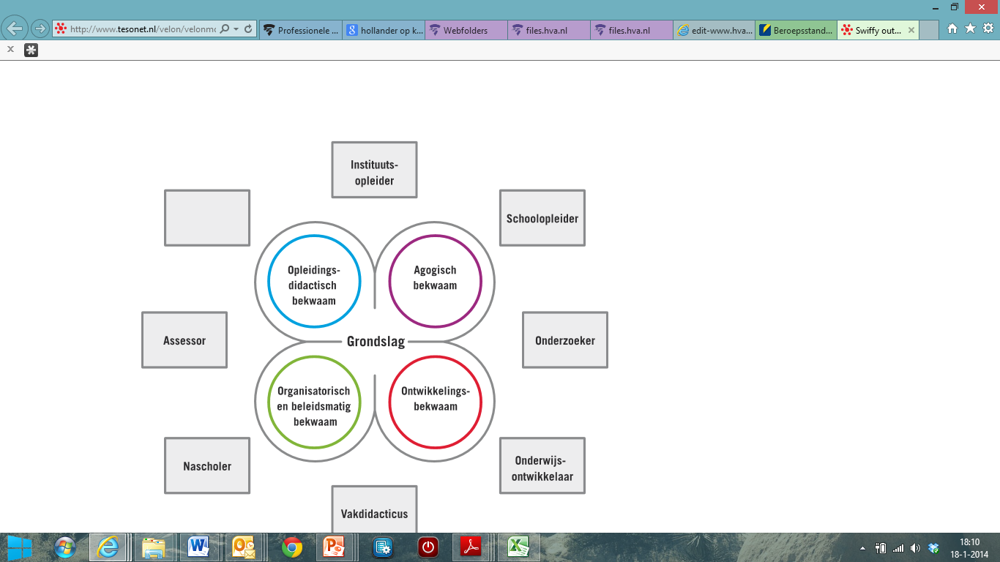 http://www.tesonet.nl/velon/velonmc
Professionele ...
hollander op k...
Webfolders
files.hva.nl
files.hva.nl
edit-www.hva...
Beroepsstand...
Swiffy out...
Instituuts-
opleider
Schoolopleider
Opleidings-
didactisch
bekwaam
Agogisch
bekwaam
Assessor
Grondslag
Onderzoeker
Organisatorisch
en beleidsmatig
bekwaam
Ontwikkelings-
bekwaam
Nascholer
Onderwijs-
ontwikkelaar
Vakdidacticus
18:10
18-1-2014